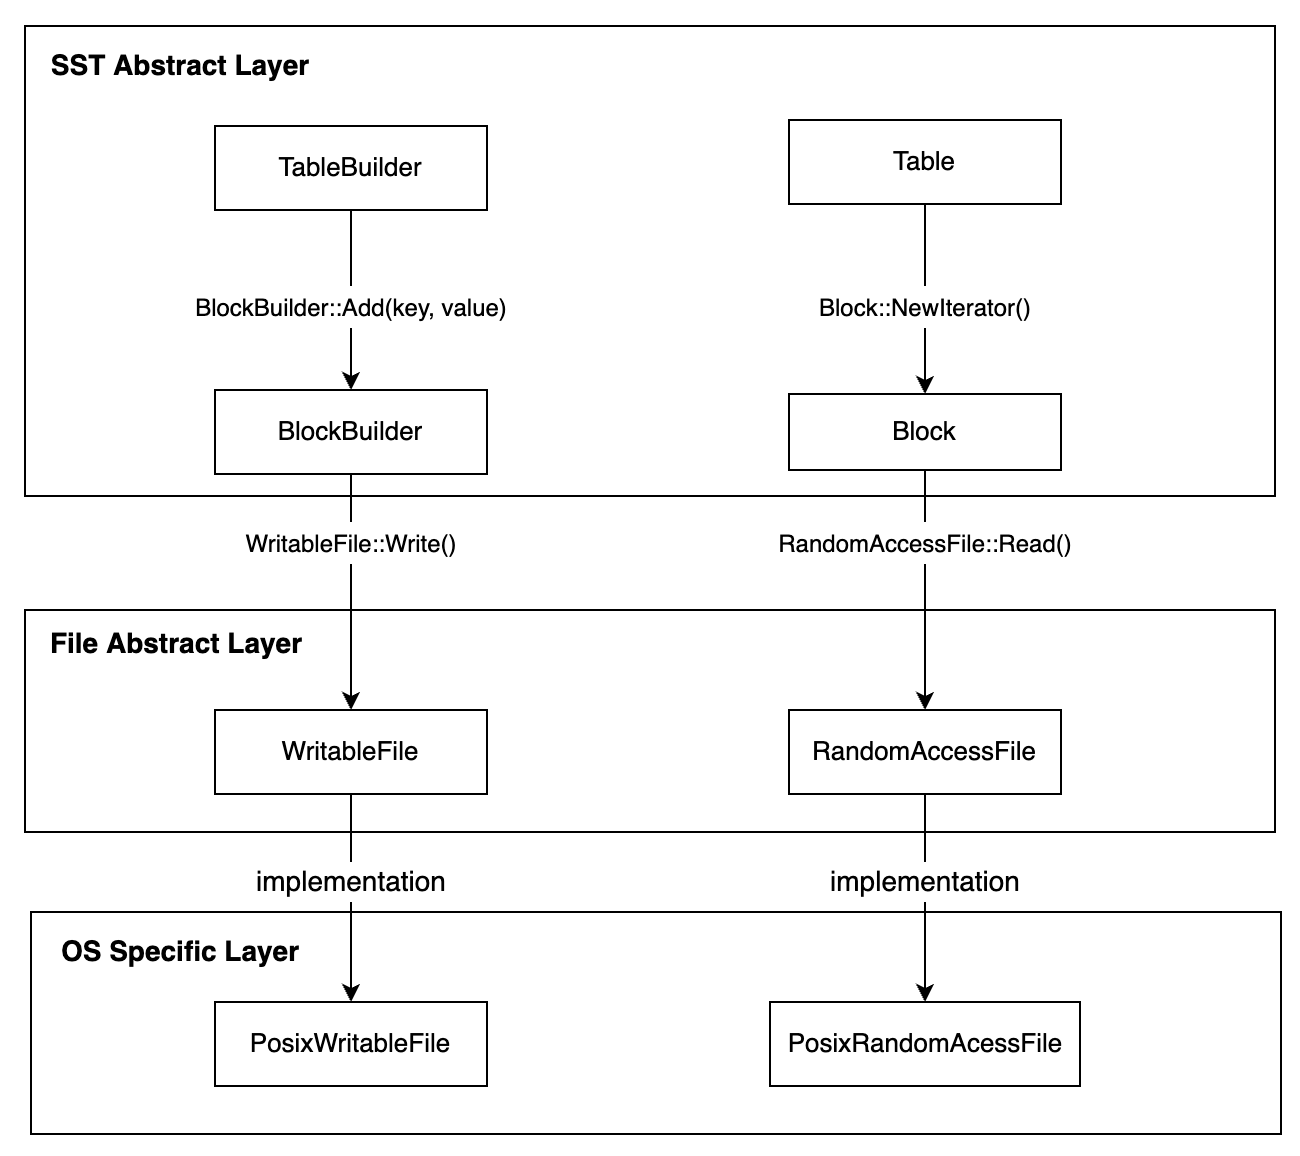 SST Abstract Layer
TableBuilder
Table
BlockBuilder::Add(key, value)
Block::NewIterator()
BlockBuilder
Block
WritableFile::Write()
RandomAccessFile::Read()
File Abstract Layer
WritableFile
RandomAccessFile
implementation
implementation
OS Specific Layer
PosixWritableFile
PosixRandomAcessFile